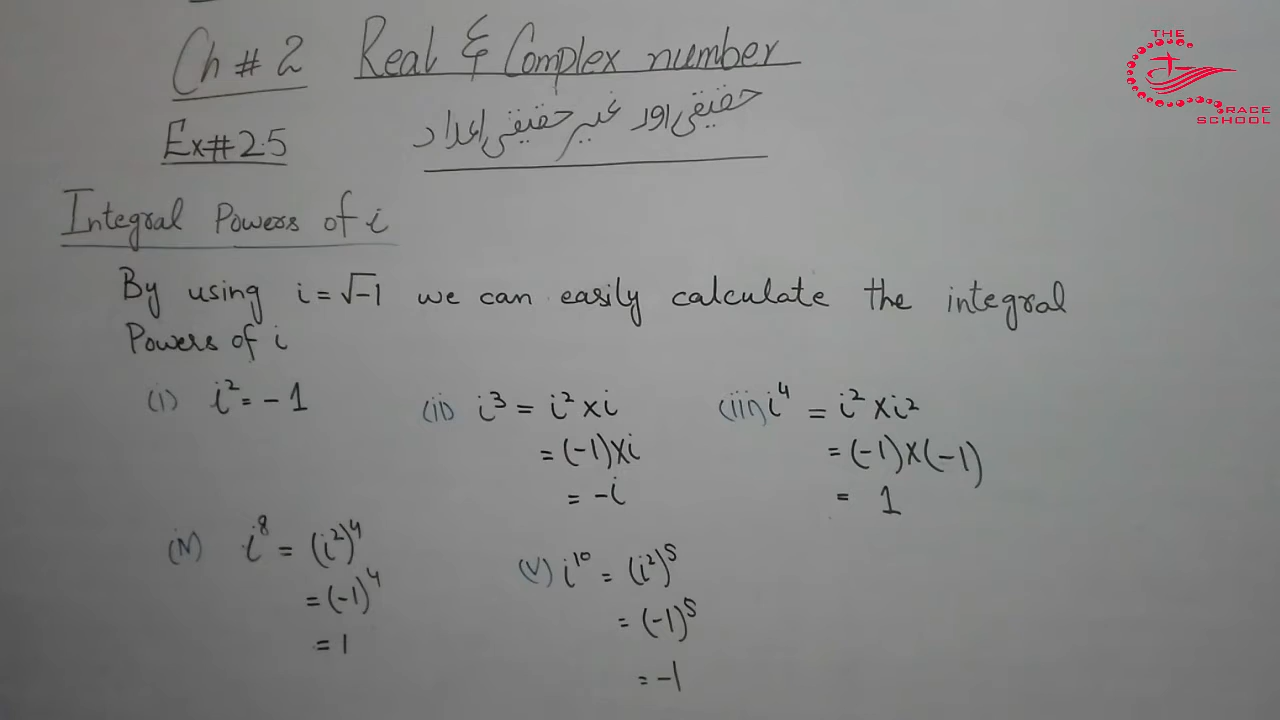 Ch # 2 Real & Complex number
حقیقی اور غیر حقیقی اعداد
Ex# 2.5
THE
GRACE
SCHOOL
Integral Powers of i
By using i = √-1 we can easily calculate the integral
Powers of i
(i) i² = -1
(ii) i³ = i² × i
= (-1) × i
= -i
(iii) i⁴ = i² × i²
= (-1) × (-1)
= 1
(iv) i⁸ = (i²)⁴
= (-1)⁴
= 1
(v) i¹⁰ = (i²)⁵
= (-1)⁵
= -1